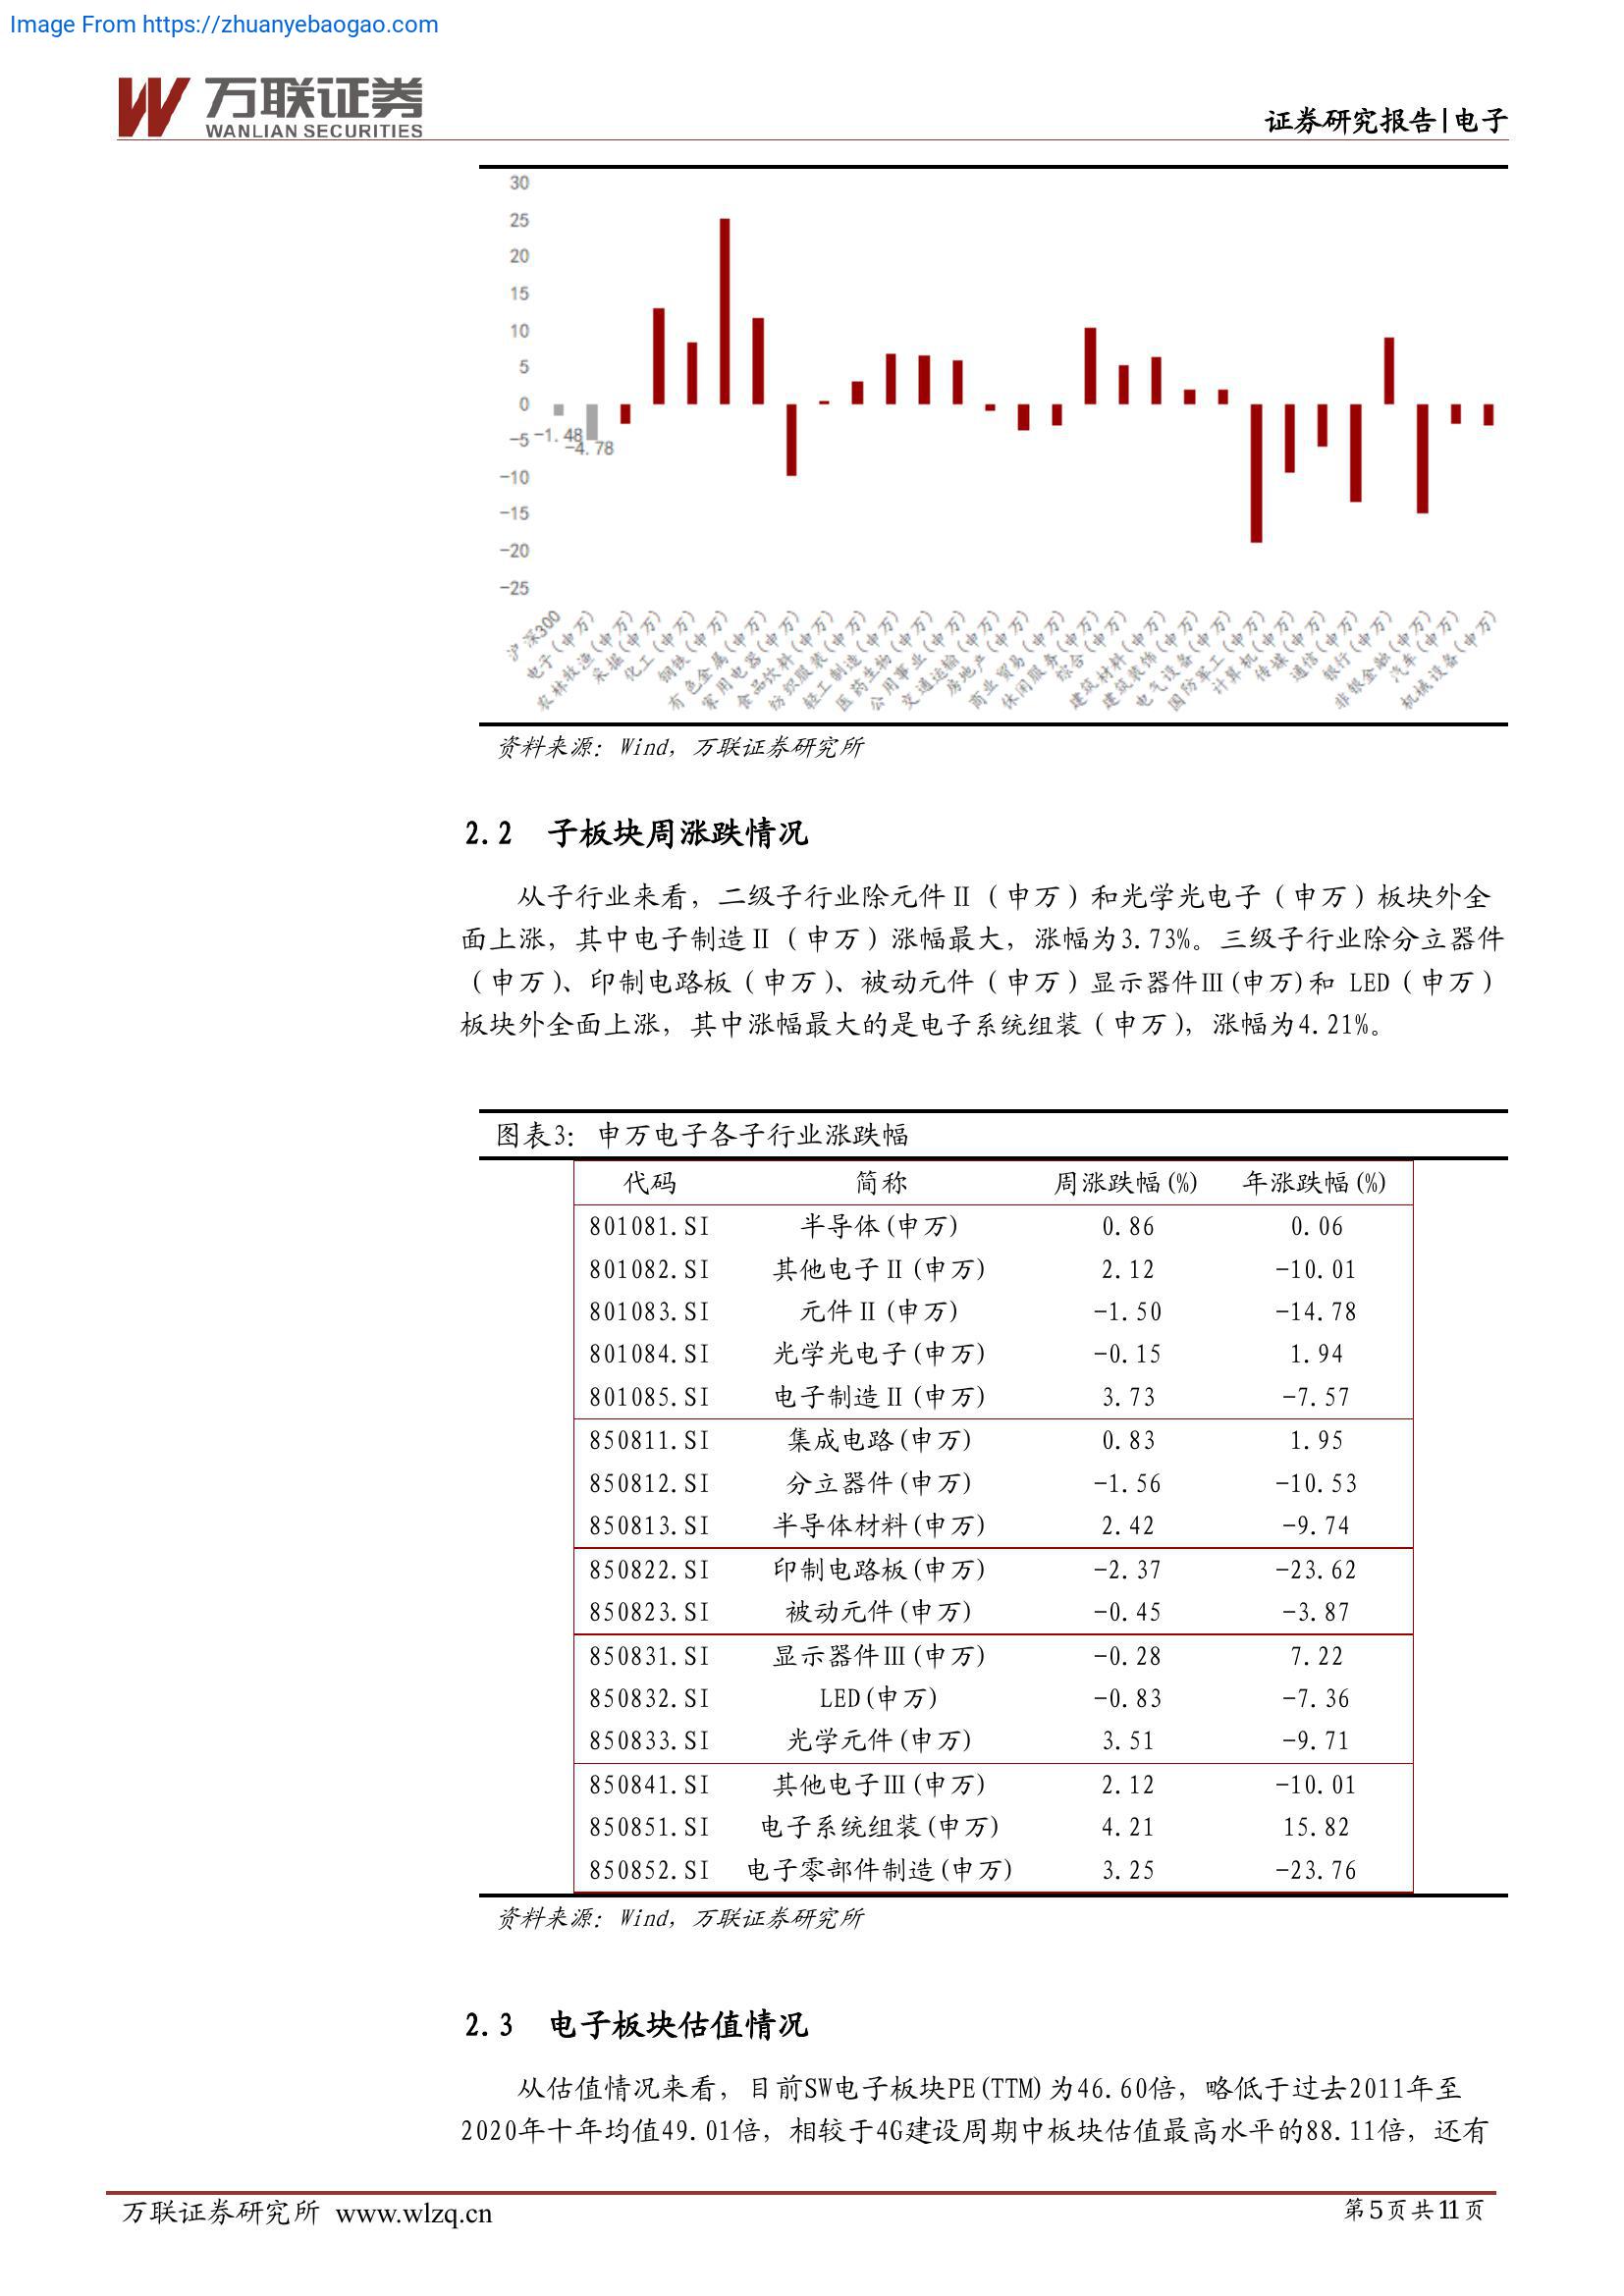 Image From https://zhuanyebaogao.com
万联证券
WANLIAN SECURITIES
证券研究报告|电子
30
25
20
15
10
5
0
-5
-10
-15
-20
-25
-1.48
-4.78
沪深300
电子(申万)
农林牧渔(申万)
采掘(申万)
化工(申万)
钢铁(申万)
有色金属(申万)
家用电器(申万)
食品饮料(申万)
纺织服装(申万)
轻工制造(申万)
医药生物(申万)
公用事业(申万)
交通运输(申万)
房地产(申万)
商业贸易(申万)
休闲服务(申万)
综合(申万)
建筑材料(申万)
建筑装饰(申万)
电气设备(申万)
国防军工(申万)
计算机(申万)
传媒(申万)
通信(申万)
银行(申万)
非银金融(申万)
汽车(申万)
机械设备(申万)
资料来源：Wind，万联证券研究所
2.2 子板块周涨跌情况
从子行业来看，二级子行业除元件Ⅱ（申万）和光学光电子（申万）板块外全
面上涨，其中电子制造Ⅱ（申万）涨幅最大，涨幅为3.73%。三级子行业除分立器件
（申万）、印制电路板（申万）、被动元件（申万）显示器件Ⅲ(申万)和 LED（申万）
板块外全面上涨，其中涨幅最大的是电子系统组装（申万），涨幅为4.21%。
图表3：申万电子各子行业涨跌幅
代码 简称 周涨跌幅(%) 年涨跌幅(%)
801081.SI 半导体(申万) 0.86 0.06
801082.SI 其他电子Ⅱ(申万) 2.12 -10.01
801083.SI 元件Ⅱ(申万) -1.50 -14.78
801084.SI 光学光电子(申万) -0.15 1.94
801085.SI 电子制造Ⅱ(申万) 3.73 -7.57
850811.SI 集成电路(申万) 0.83 1.95
850812.SI 分立器件(申万) -1.56 -10.53
850813.SI 半导体材料(申万) 2.42 -9.74
850822.SI 印制电路板(申万) -2.37 -23.62
850823.SI 被动元件(申万) -0.45 -3.87
850831.SI 显示器件Ⅲ(申万) -0.28 7.22
850832.SI LED(申万) -0.83 -7.36
850833.SI 光学元件(申万) 3.51 -9.71
850841.SI 其他电子Ⅲ(申万) 2.12 -10.01
850851.SI 电子系统组装(申万) 4.21 15.82
850852.SI 电子零部件制造(申万) 3.25 -23.76
资料来源：Wind，万联证券研究所
2.3 电子板块估值情况
从估值情况来看，目前SW电子板块PE(TTM)为46.60倍，略低于过去2011年至
2020年十年均值49.01倍，相较于4G建设周期中板块估值最高水平的88.11倍，还有
万联证券研究所 www.wlzq.cn
第5页共11页